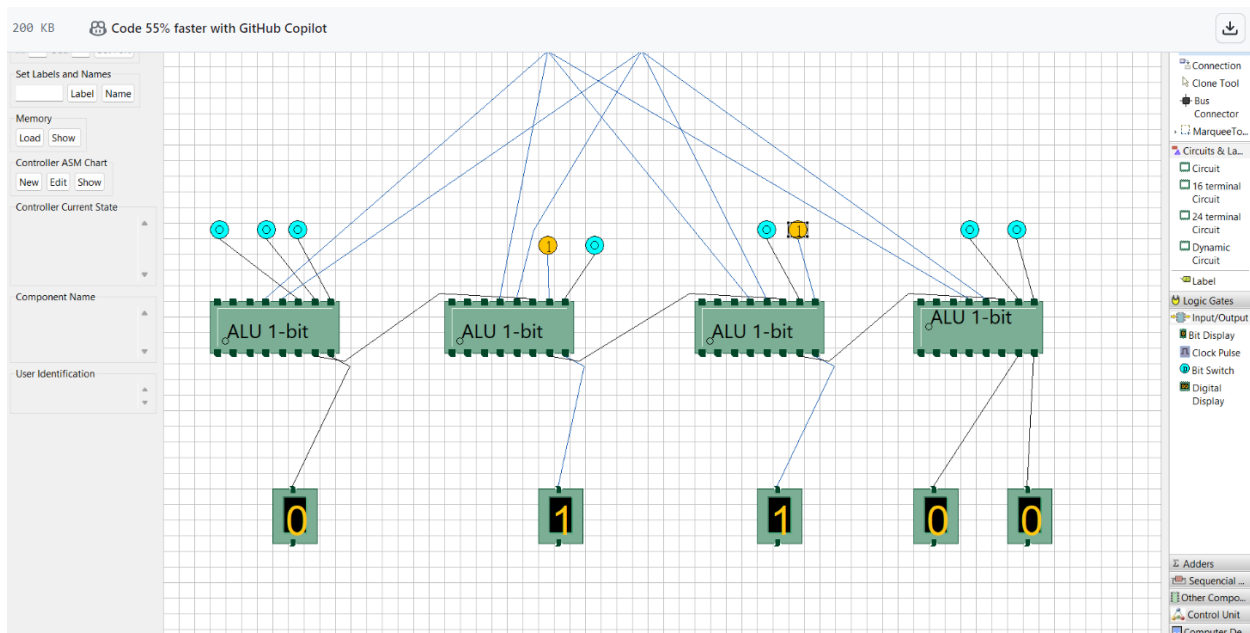 200 KB
Code 55% faster with GitHub Copilot
Set Labels and Names
Label
Name
Memory
Load
Show
Controller ASM Chart
New
Edit
Show
Controller Current State
Component Name
User Identification
1
1
ALU 1-bit
ALU 1-bit
ALU 1-bit
ALU 1-bit
0
1
1
0
0
Connection
Clone Tool
Bus
Connector
MarqueeTo...
Circuits & La...
Circuit
16 terminal
Circuit
24 terminal
Circuit
Dynamic
Circuit
Label
Logic Gates
Input/Output
Bit Display
Clock Pulse
Bit Switch
Digital
Display
Σ Adders
Sequential ...
Other Compo...
Control Unit
Computer De...